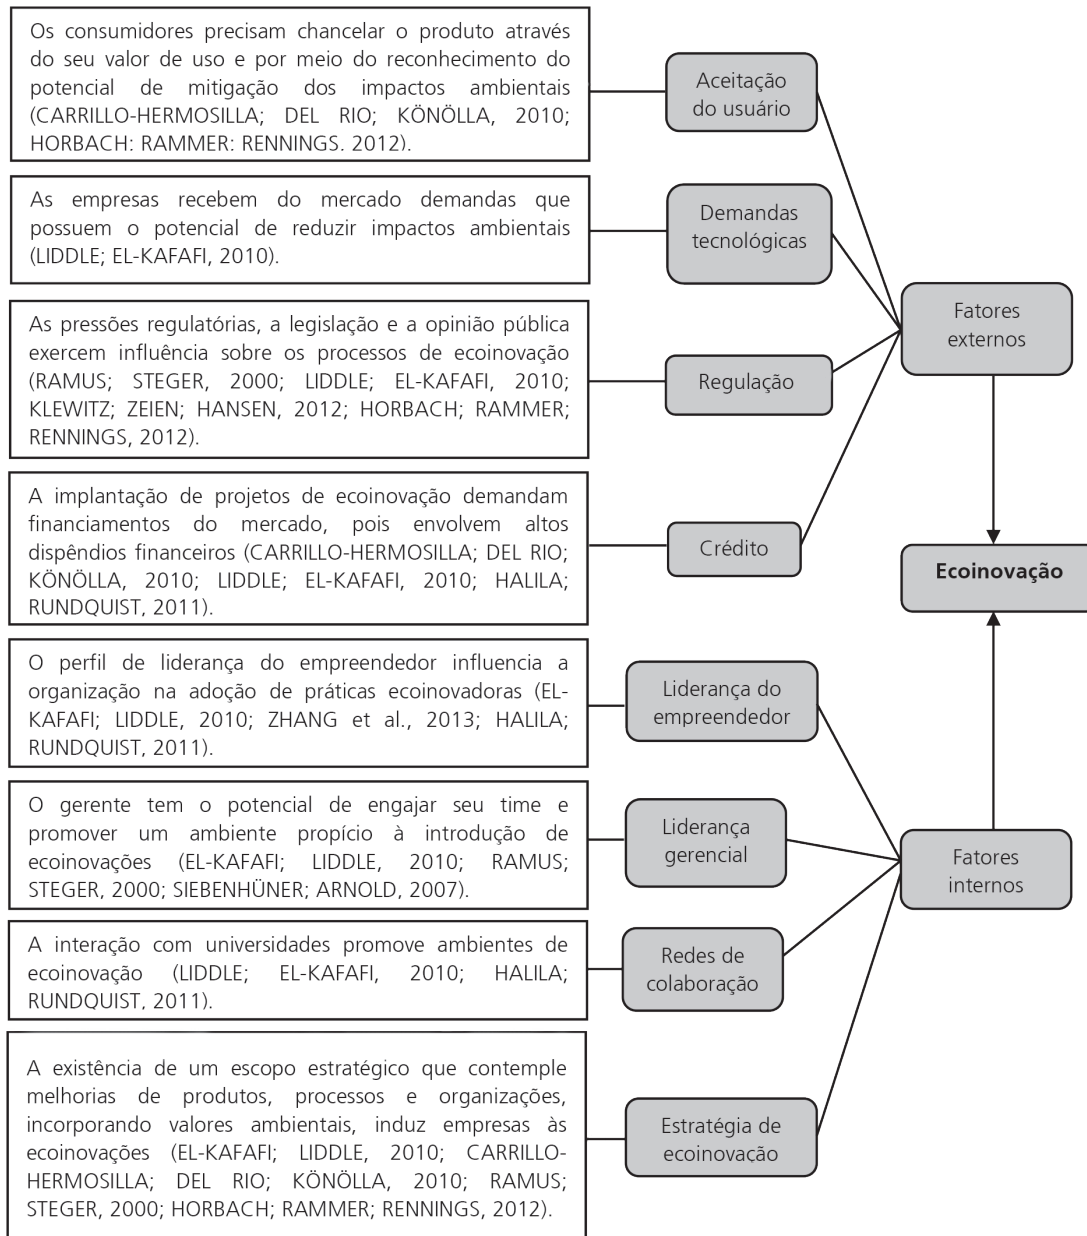 Os consumidores precisam chancelar o produto através
do seu valor de uso e por meio do reconhecimento do
potencial de mitigação dos impactos ambientais
(CARRILLO-HERMOSILLA; DEL RIO; KÖNÖLLA, 2010;
HORBACH: RAMMER: RENNINGS. 2012).
Aceitação
do usuário
As empresas recebem do mercado demandas que
possuem o potencial de reduzir impactos ambientais
(LIDDLE; EL-KAFAFI, 2010).
Demandas
tecnológicas
As pressões regulatórias, a legislação e a opinião pública
exercem influência sobre os processos de ecoinovação
(RAMUS; STEGER, 2000; LIDDLE; EL-KAFAFI, 2010;
KLEWITZ; ZEIEN; HANSEN, 2012; HORBACH; RAMMER;
RENNINGS, 2012).
Regulação
A implantação de projetos de ecoinovação demandam
financiamentos do mercado, pois envolvem altos
dispêndios financeiros (CARRILLO-HERMOSILLA; DEL RIO;
KÖNÖLLA, 2010; LIDDLE; EL-KAFAFI, 2010; HALILA;
RUNDQUIST, 2011).
Crédito
Fatores
externos
Ecoinovação
O perfil de liderança do empreendedor influencia a
organização na adoção de práticas ecoinovadoras (EL-
KAFAFI; LIDDLE, 2010; ZHANG et al., 2013; HALILA;
RUNDQUIST, 2011).
Liderança do
empreendedor
O gerente tem o potencial de engajar seu time e
promover um ambiente propício à introdução de
ecoinovações (EL-KAFAFI; LIDDLE, 2010; RAMUS;
STEGER, 2000; SIEBENHÜNER; ARNOLD, 2007).
Liderança
gerencial
A interação com universidades promove ambientes de
ecoinovação (LIDDLE; EL-KAFAFI, 2010; HALILA;
RUNDQUIST, 2011).
Redes de
colaboração
A existência de um escopo estratégico que contemple
melhorias de produtos, processos e organizações,
incorporando valores ambientais, induz empresas às
ecoinovações (EL-KAFAFI; LIDDLE, 2010; CARRILLO-
HERMOSILLA; DEL RIO; KÖNÖLLA, 2010; RAMUS;
STEGER, 2000; HORBACH; RAMMER; RENNINGS, 2012).
Estratégia de
ecoinovação
Fatores
internos